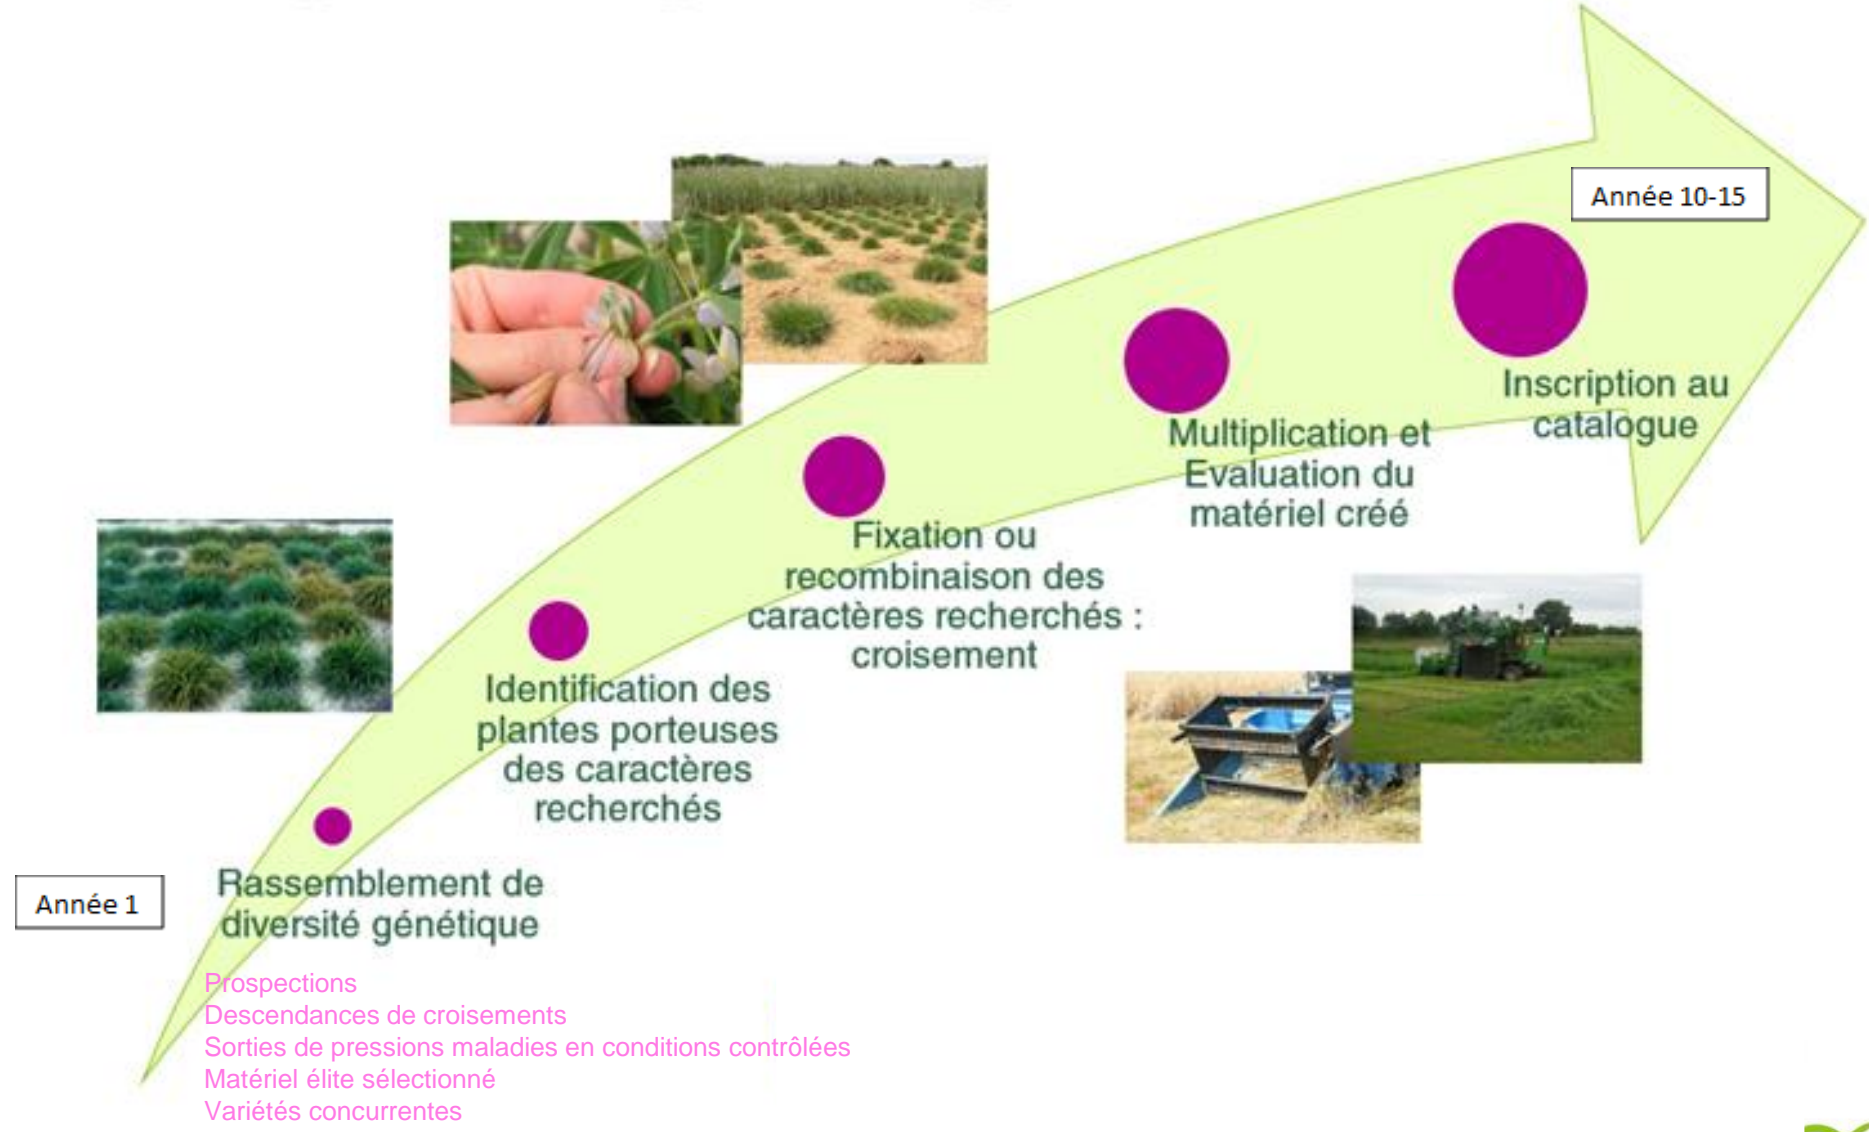 Année 10-15
Inscription au
catalogue
Multiplication et
Evaluation du
matériel créé
Fixation ou
recombinaison des
caractères recherchés :
croisement
Identification des
plantes porteuses
des caractères
recherchés
Année 1
Rassemblement de
diversité génétique
Prospections
Descendances de croisements
Sorties de pressions maladies en conditions contrôlées
Matériel élite sélectionné
Variétés concurrentes